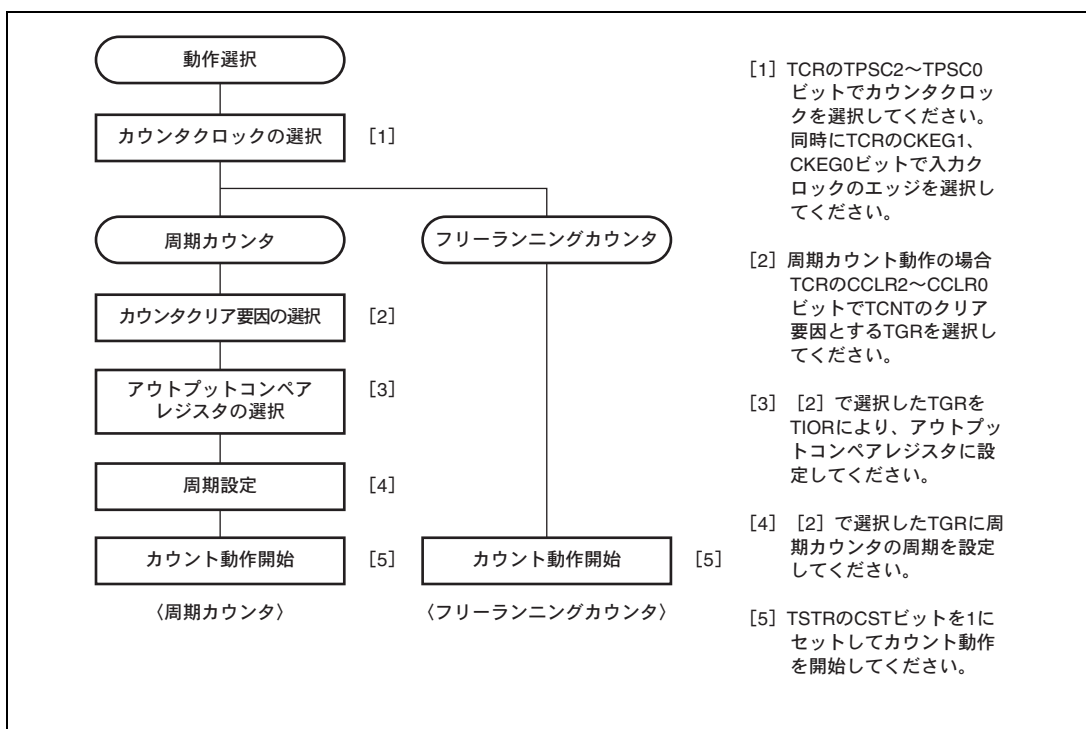 動作選択
カウンタクロックの選択 [1]
周期カウンタ
フリーランニングカウンタ
カウンタクリア要因の選択 [2]
アウトプットコンペア
レジスタの選択
[3]
周期設定 [4]
カウント動作開始 [5]
カウント動作開始 [5]
〈周期カウンタ〉
〈フリーランニングカウンタ〉
[1] TCRのTPSC2～TPSC0
ビットでカウンタクロッ
クを選択してください。
同時にTCRのCKEG1、
CKEG0ビットで入力ク
ロックのエッジを選択し
てください。
[2] 周期カウント動作の場合
TCRのCCLR2～CCLR0
ビットでTCNTのクリア
要因とするTGRを選択し
てください。
[3] [2]で選択したTGRを
TIORにより、アウトプッ
トコンペアレジスタに設
定してください。
[4] [2]で選択したTGRに周
期カウンタの周期を設定
してください。
[5] TSTRのCSTビットを1に
セットしてカウント動作
を開始してください。